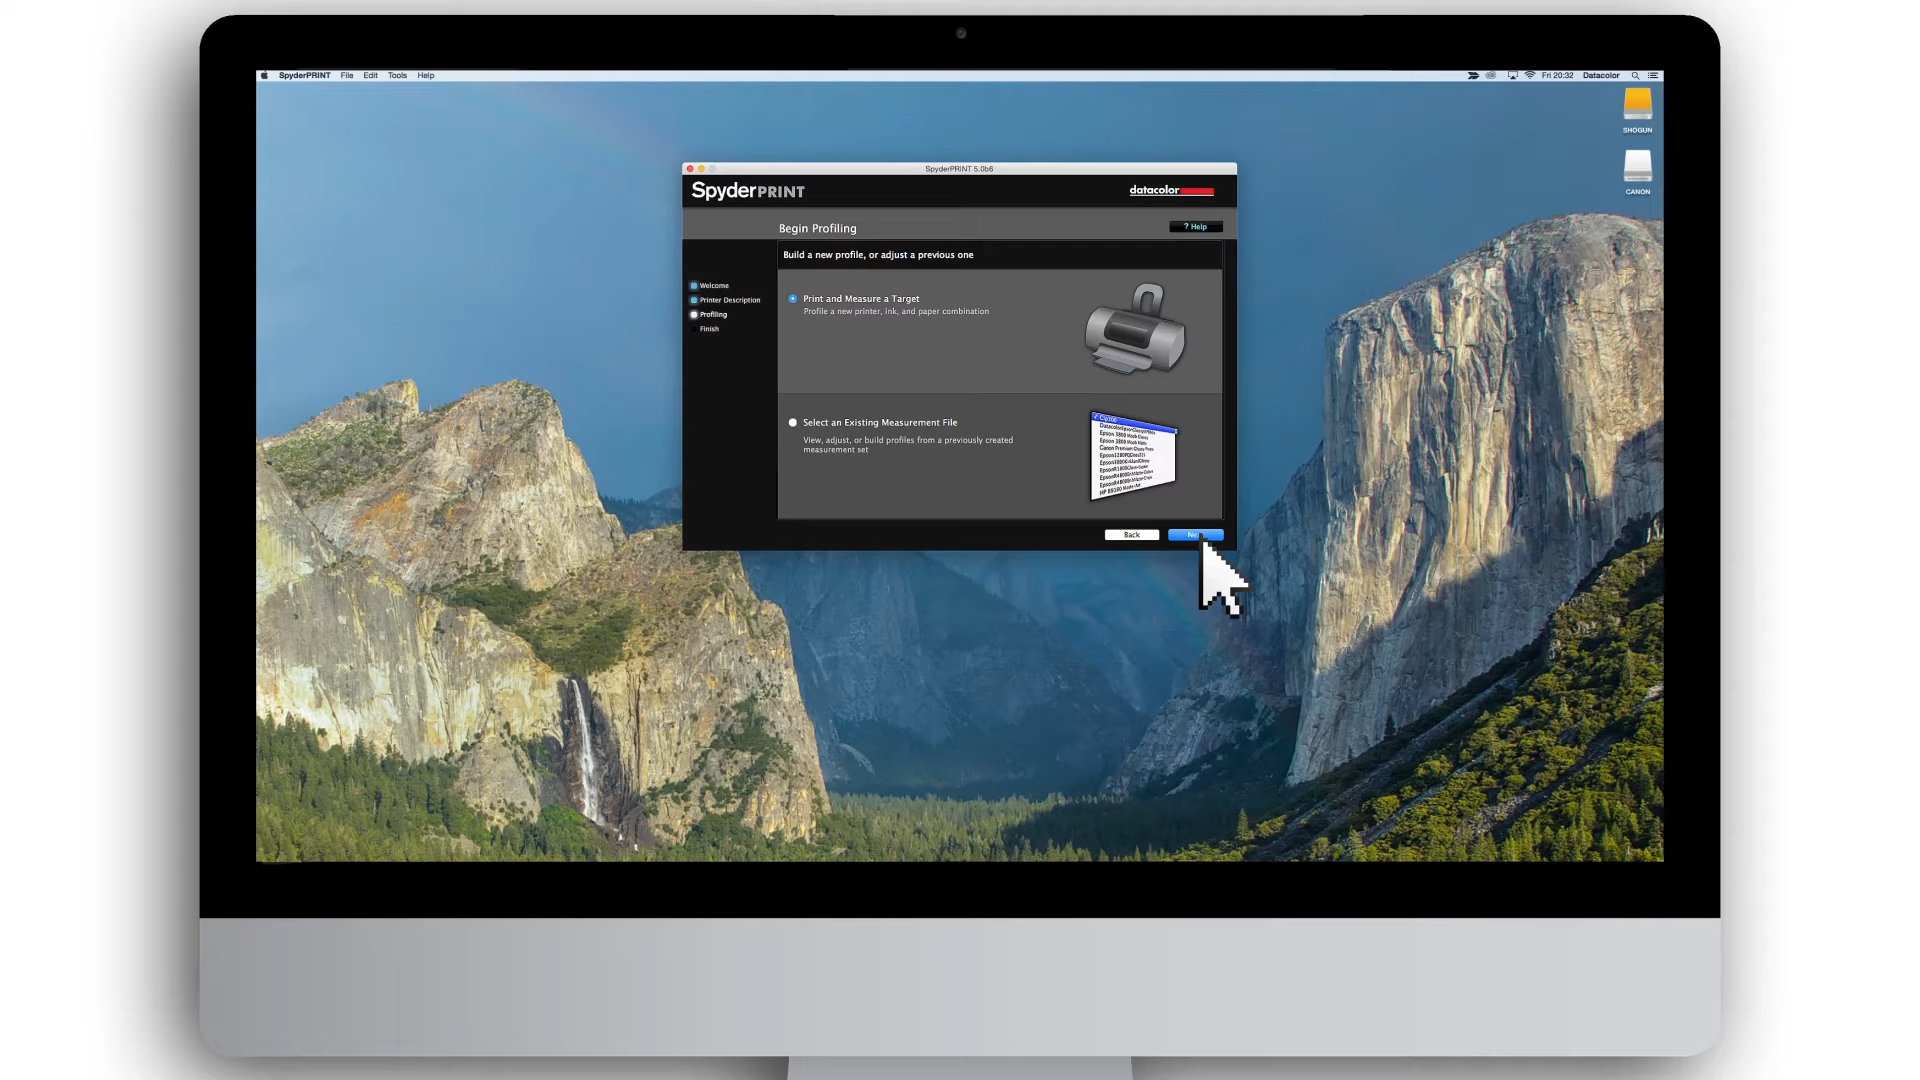 SpyderPRINT File Edit Tools Help
Fri 20:32 Datacolor
SHOGUN
CANON
SpyderPRINT 5.0b6
SpyderPRINT
datacolor
Begin Profiling
? Help
Build a new profile, or adjust a previous one
Welcome
Printer Description
Profiling
Finish
Print and Measure a Target
Profile a new printer, ink, and paper combination
Select an Existing Measurement File
View, adjust, or build profiles from a previously created
measurement set
Back